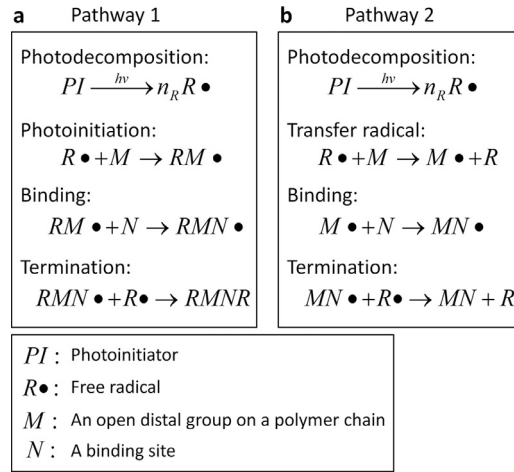 a Pathway 1
Photodecomposition:
PI —hν→ n_R R •
Photoinitiation:
R • +M → RM •
Binding:
RM • +N → RMN •
Termination:
RMN • +R• → RMNR
b Pathway 2
Photodecomposition:
PI —hν→ n_R R •
Transfer radical:
R • +M → M • +R
Binding:
M • +N → MN •
Termination:
MN • +R• → MN + R
PI : Photoinitiator
R• : Free radical
M : An open distal group on a polymer chain
N : A binding site